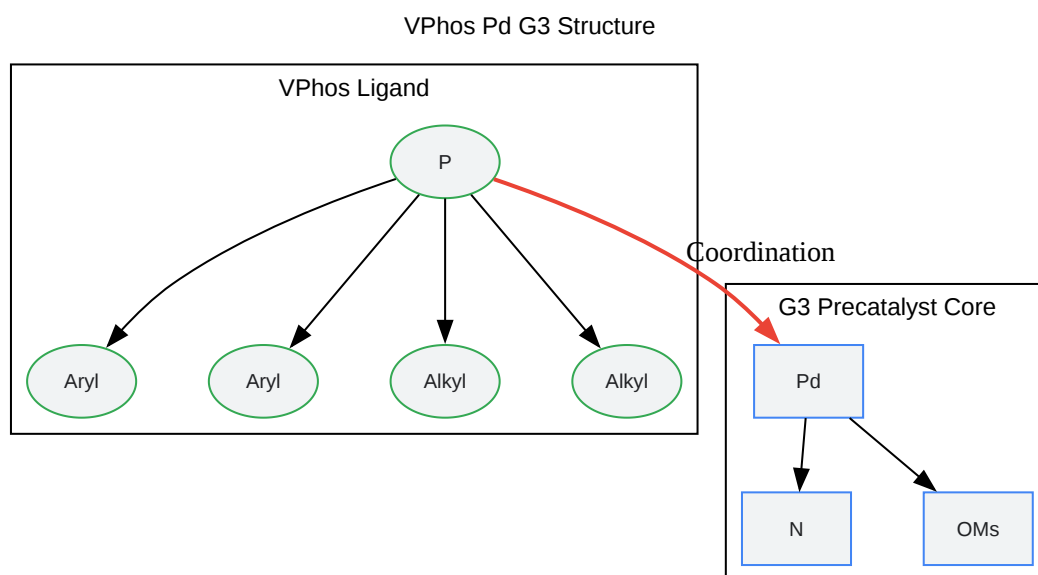 VPhos Pd G3 Structure
VPhos Ligand
P
Coordination
G3 Precatalyst Core
Aryl
Aryl
Alkyl
Alkyl
Pd
N
OMs